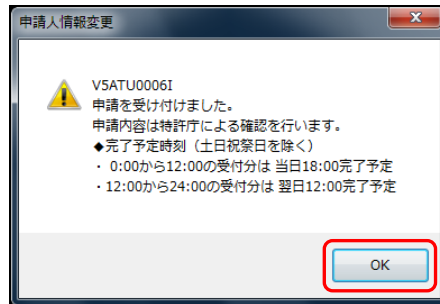 申請人情報変更
V5ATU0006I
申請を受け付けました。
申請内容は特許庁による確認を行います。
◆完了予定時刻（土日祝祭日を除く）
・ 0:00から12:00の受付分は 当日18:00完了予定
・12:00から24:00の受付分は 翌日12:00完了予定
OK